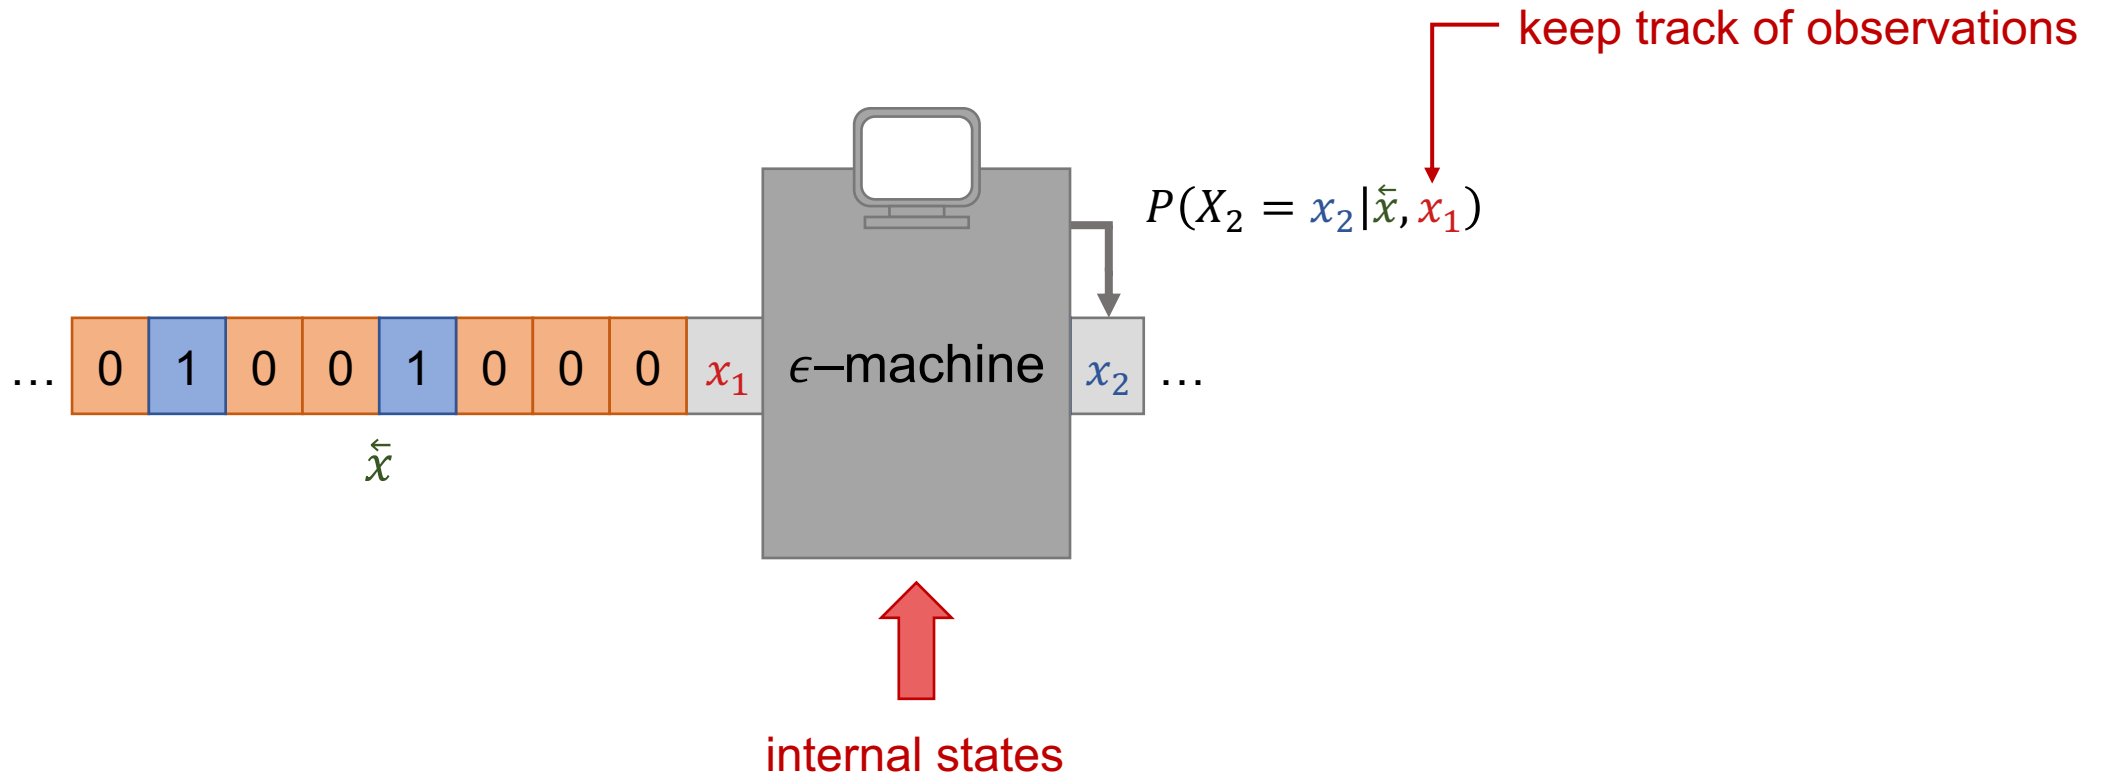 keep track of observations
P(X₂ = x₂|x⃖, x₁)
… 0 1 0 0 1 0 0 0 x₁ ϵ–machine x₂ …
x⃖
internal states